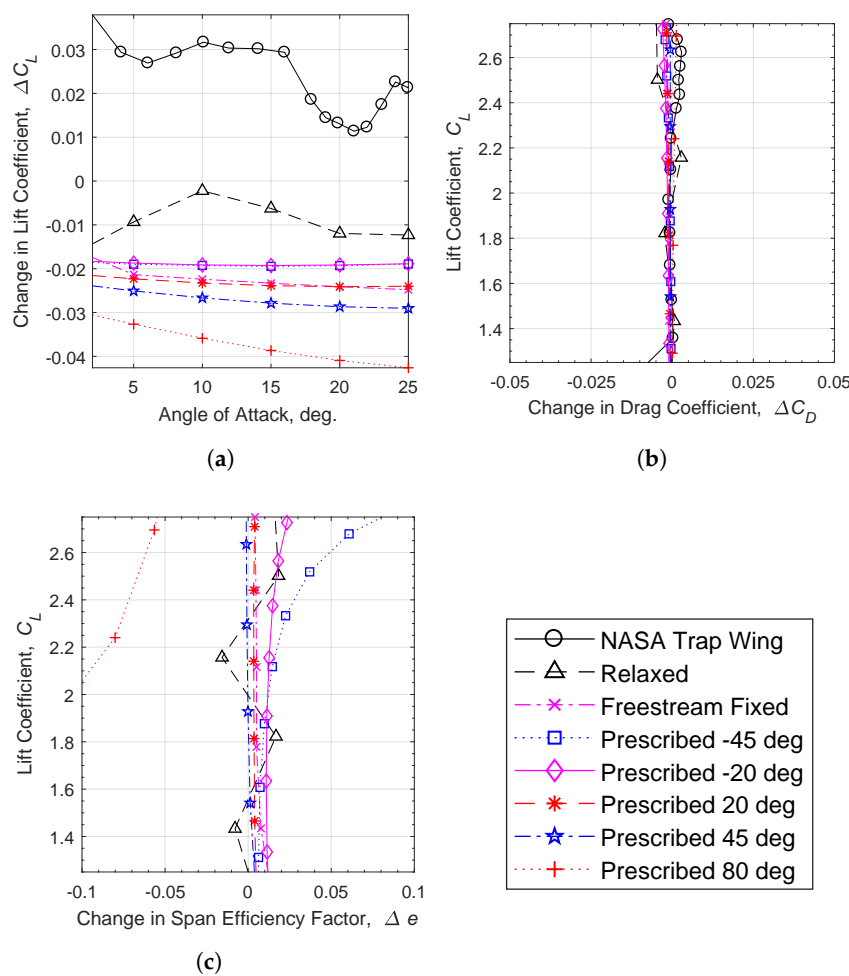 0.03
0.02
0.01
0
-0.01
-0.02
-0.03
-0.04
Change in Lift Coefficient, ΔC_L
5 10 15 20 25
Angle of Attack, deg.
(a)
2.6
2.4
2.2
2
1.8
1.6
1.4
Lift Coefficient, C_L
-0.05 -0.025 0 0.025 0.05
Change in Drag Coefficient, ΔC_D
(b)
2.6
2.4
2.2
2
1.8
1.6
1.4
Lift Coefficient, C_L
-0.1 -0.05 0 0.05 0.1
Change in Span Efficiency Factor, Δ e
(c)
NASA Trap Wing
Relaxed
Freestream Fixed
Prescribed -45 deg
Prescribed -20 deg
Prescribed 20 deg
Prescribed 45 deg
Prescribed 80 deg